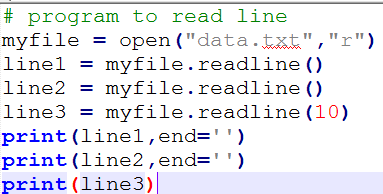 # program to read line
myfile = open("data.txt","r")
line1 = myfile.readline()
line2 = myfile.readline()
line3 = myfile.readline(10)
print(line1,end='')
print(line2,end='')
print(line3)